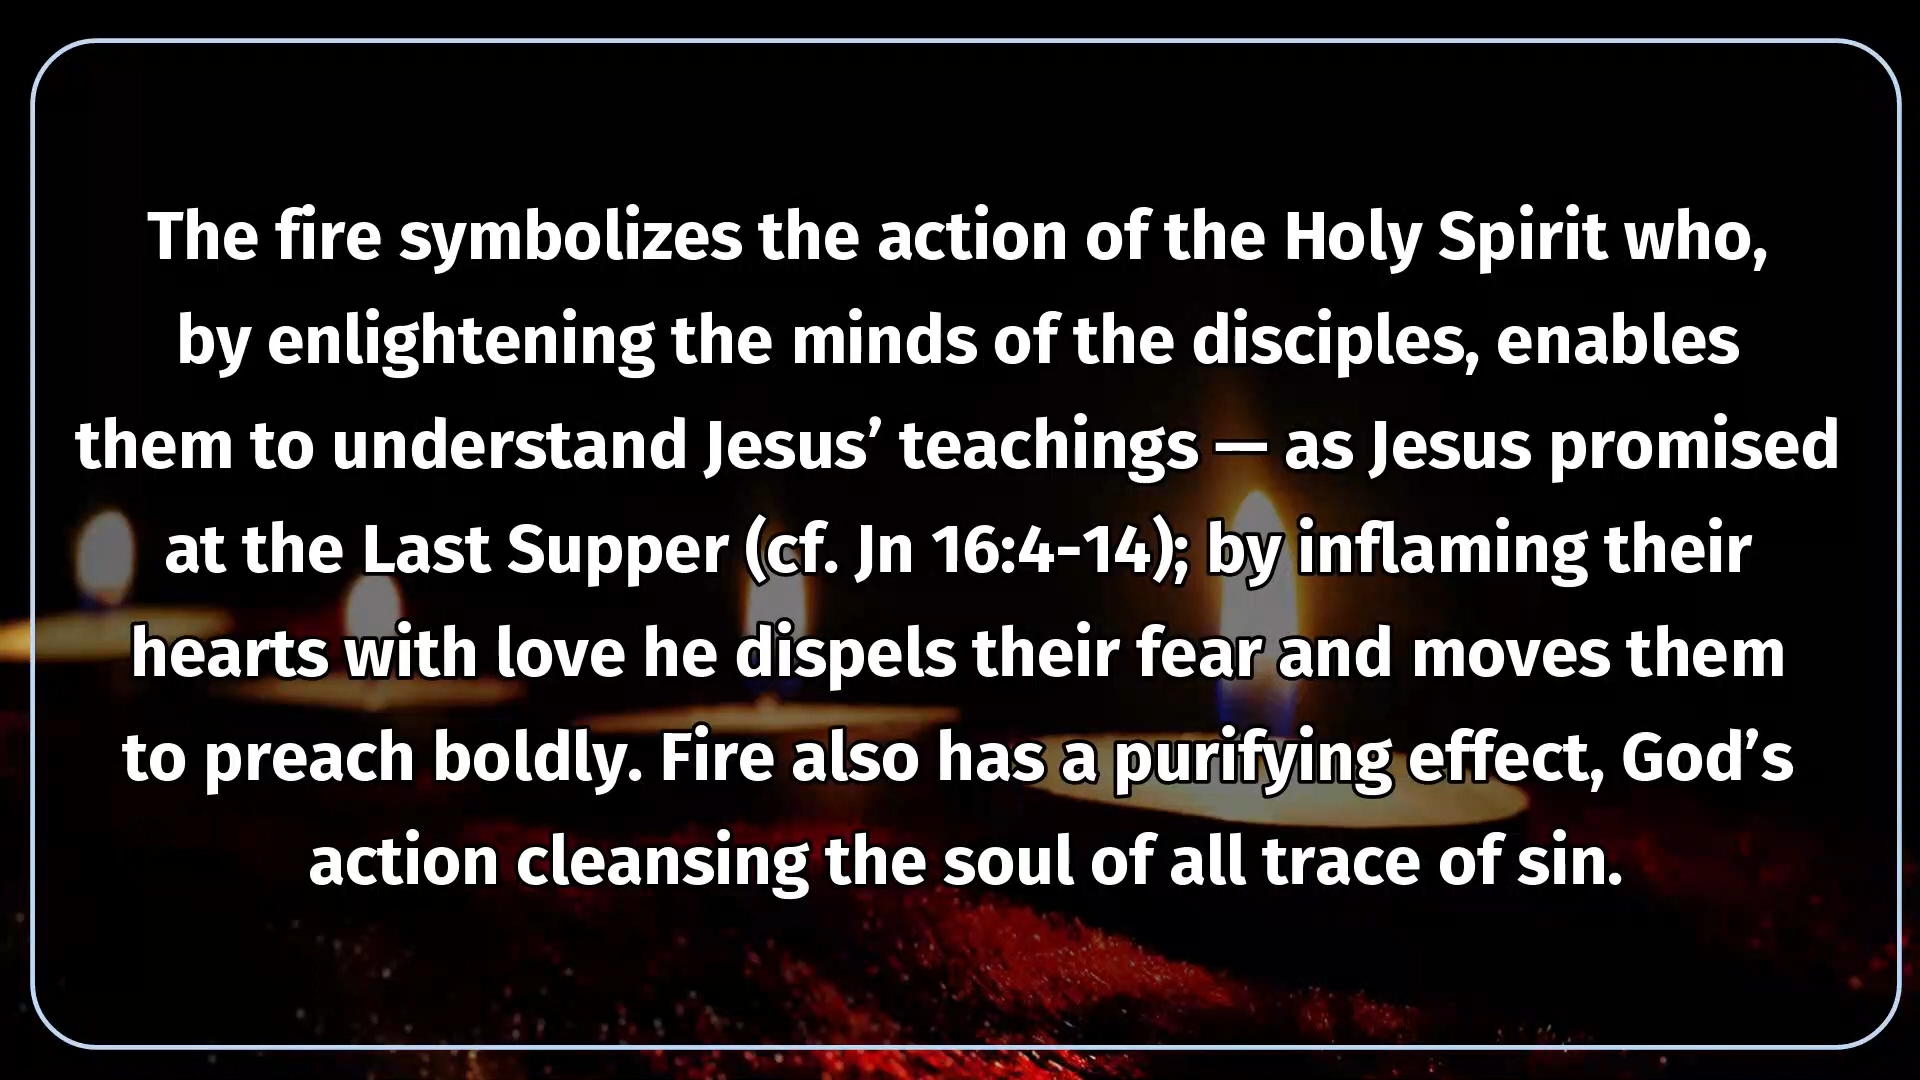 The fire symbolizes the action of the Holy Spirit who,
by enlightening the minds of the disciples, enables
them to understand Jesus’ teachings — as Jesus promised
at the Last Supper (cf. Jn 16:4-14); by inflaming their
hearts with love he dispels their fear and moves them
to preach boldly. Fire also has a purifying effect, God’s
action cleansing the soul of all trace of sin.